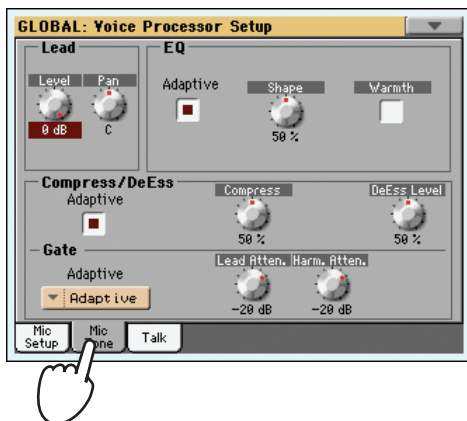 GLOBAL: Voice Processor Setup
Lead
EQ
Level
Pan
Adaptive
Shape
Warmth
0 dB
C
50 %
Compress/DeEss
Adaptive
Compress
DeEss Level
50 %
50 %
Gate
Adaptive
Lead Atten.
Harm. Atten.
Adaptive
-20 dB
-20 dB
Mic
Setup
Mic
Talk